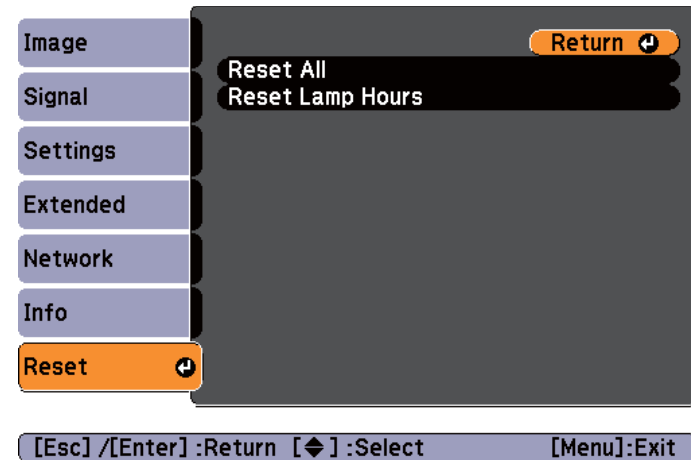 Image
Signal
Settings
Extended
Network
Info
Reset
Return
Reset All
Reset Lamp Hours
[Esc] /[Enter] :Return [◆] :Select [Menu]:Exit